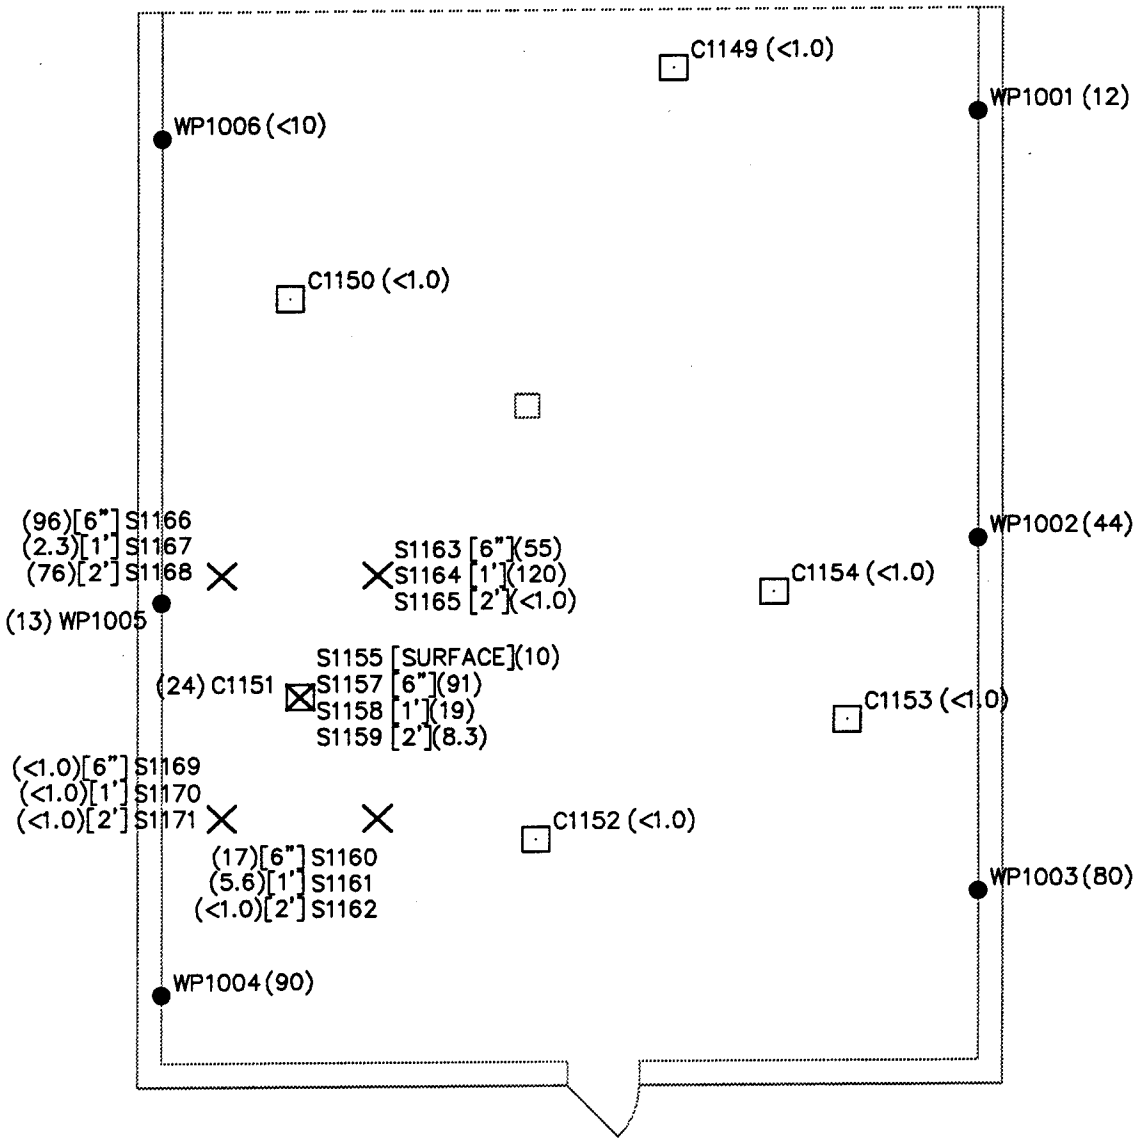 C1149 (<1.0)
WP1001 (12)
WP1006 (<10)
C1150 (<1.0)
(96)[6"] S1166
(2.3)[1'] S1167
(76)[2'] S1168
(13) WP1005
S1163 [6"](55)
S1164 [1'](120)
S1165 [2'](<1.0)
WP1002 (44)
C1154 (<1.0)
(24) C1151
S1155 [SURFACE](10)
S1157 [6"](91)
S1158 [1'](19)
S1159 [2'](8.3)
C1153 (<1.0)
(<1.0)[6"] S1169
(<1.0)[1'] S1170
(<1.0)[2'] S1171
(17)[6"] S1160
(5.6)[1'] S1161
(<1.0)[2'] S1162
C1152 (<1.0)
WP1003 (80)
WP1004 (90)